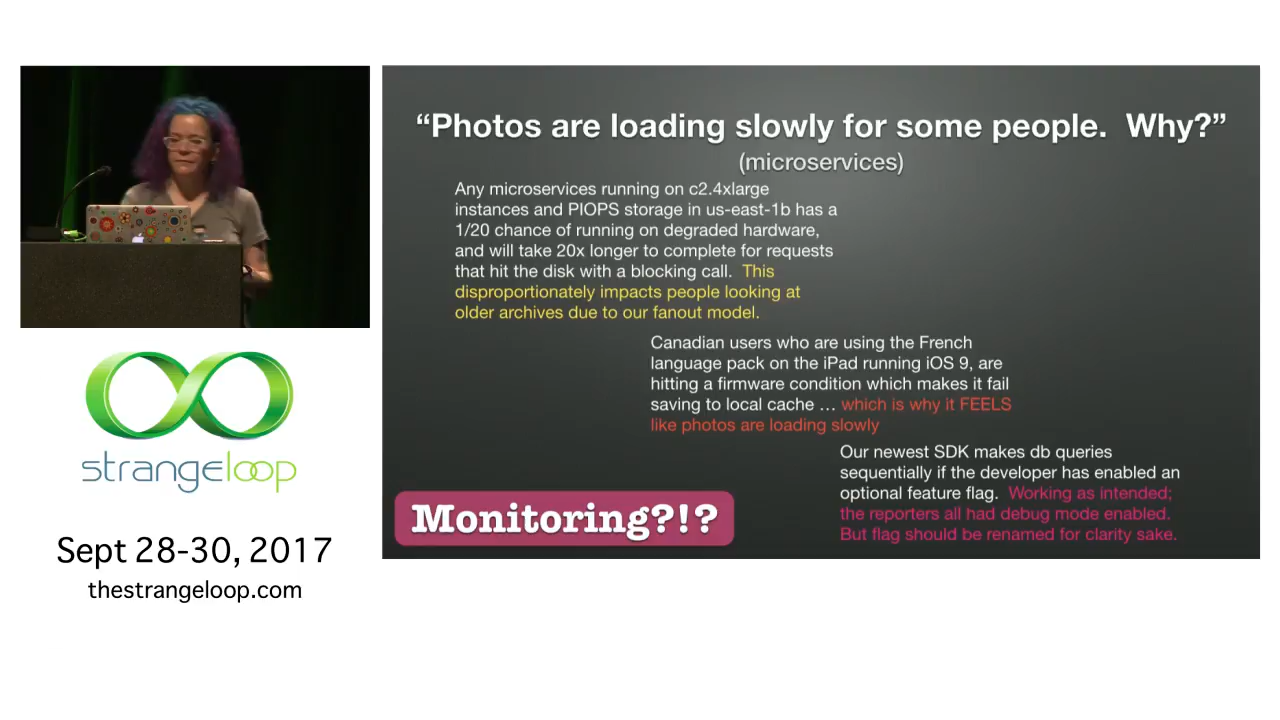 “Photos are loading slowly for some people.  Why?”
(microservices)
Any microservices running on c2.4xlarge
instances and PIOPS storage in us-east-1b has a
1/20 chance of running on degraded hardware,
and will take 20x longer to complete for requests
that hit the disk with a blocking call.  This
disproportionately impacts people looking at
older archives due to our fanout model.
Canadian users who are using the French
language pack on the iPad running iOS 9, are
hitting a firmware condition which makes it fail
saving to local cache … which is why it FEELS
like photos are loading slowly
Our newest SDK makes db queries
sequentially if the developer has enabled an
optional feature flag.  Working as intended;
the reporters all had debug mode enabled.
But flag should be renamed for clarity sake.
Monitoring?!?
strangeloop
Sept 28-30, 2017
thestrangeloop.com